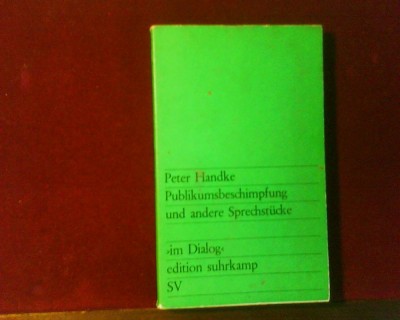 Peter Handke
Publikumsbeschimpfung
und andere Sprechstücke
›im Dialog‹
edition suhrkamp
SV